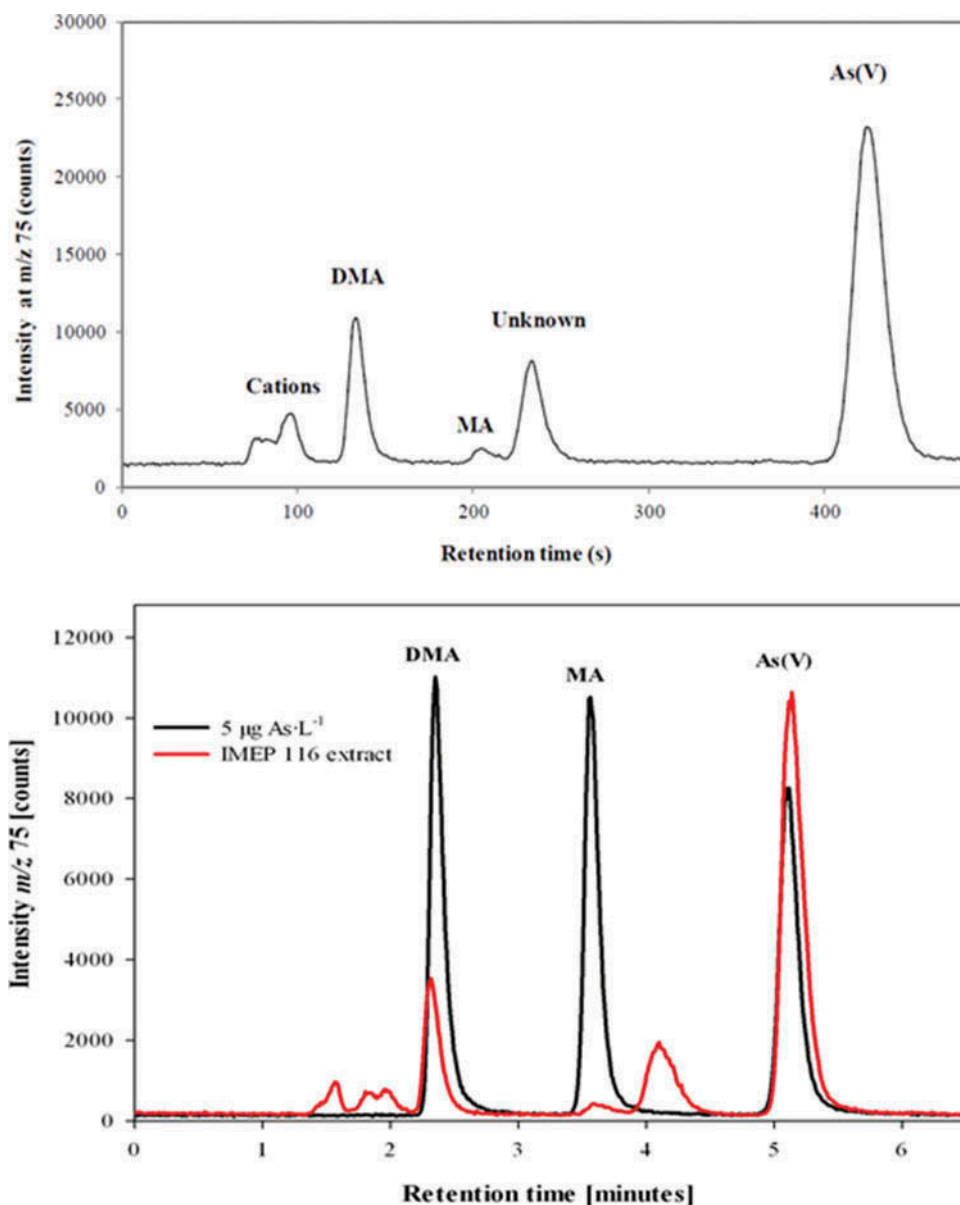 30000
25000
20000
15000
10000
5000
0
Intensity at m/z 75 (counts)
As(V)
DMA
Unknown
Cations
MA
0 100 200 300 400
Retention time (s)
12000
10000
8000
6000
4000
2000
0
Intensity m/z 75 [counts]
DMA MA As(V)
5 µg As·L⁻¹
IMEP 116 extract
0 1 2 3 4 5 6
Retention time [minutes]